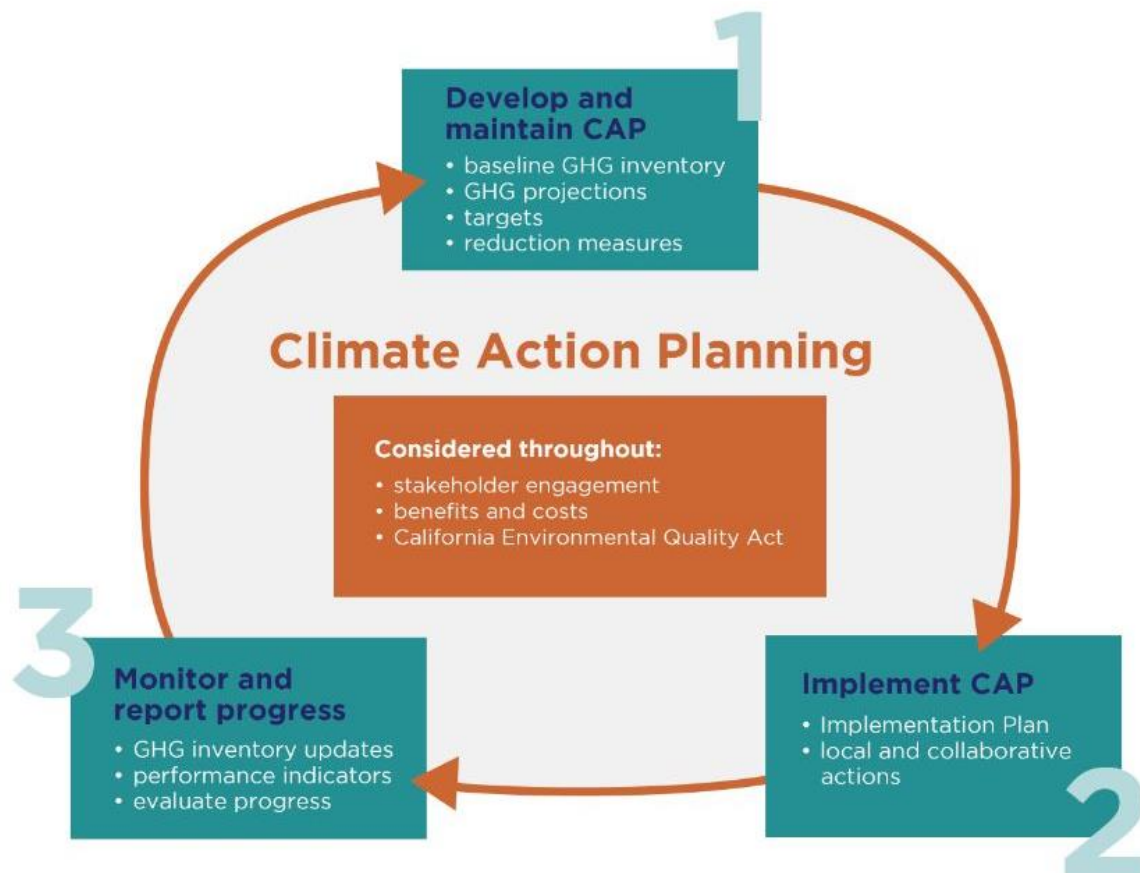 1
Develop and
maintain CAP
• baseline GHG inventory
• GHG projections
• targets
• reduction measures
Climate Action Planning
Considered throughout:
• stakeholder engagement
• benefits and costs
• California Environmental Quality Act
2
Implement CAP
• Implementation Plan
• local and collaborative
actions
3
Monitor and
report progress
• GHG inventory updates
• performance indicators
• evaluate progress